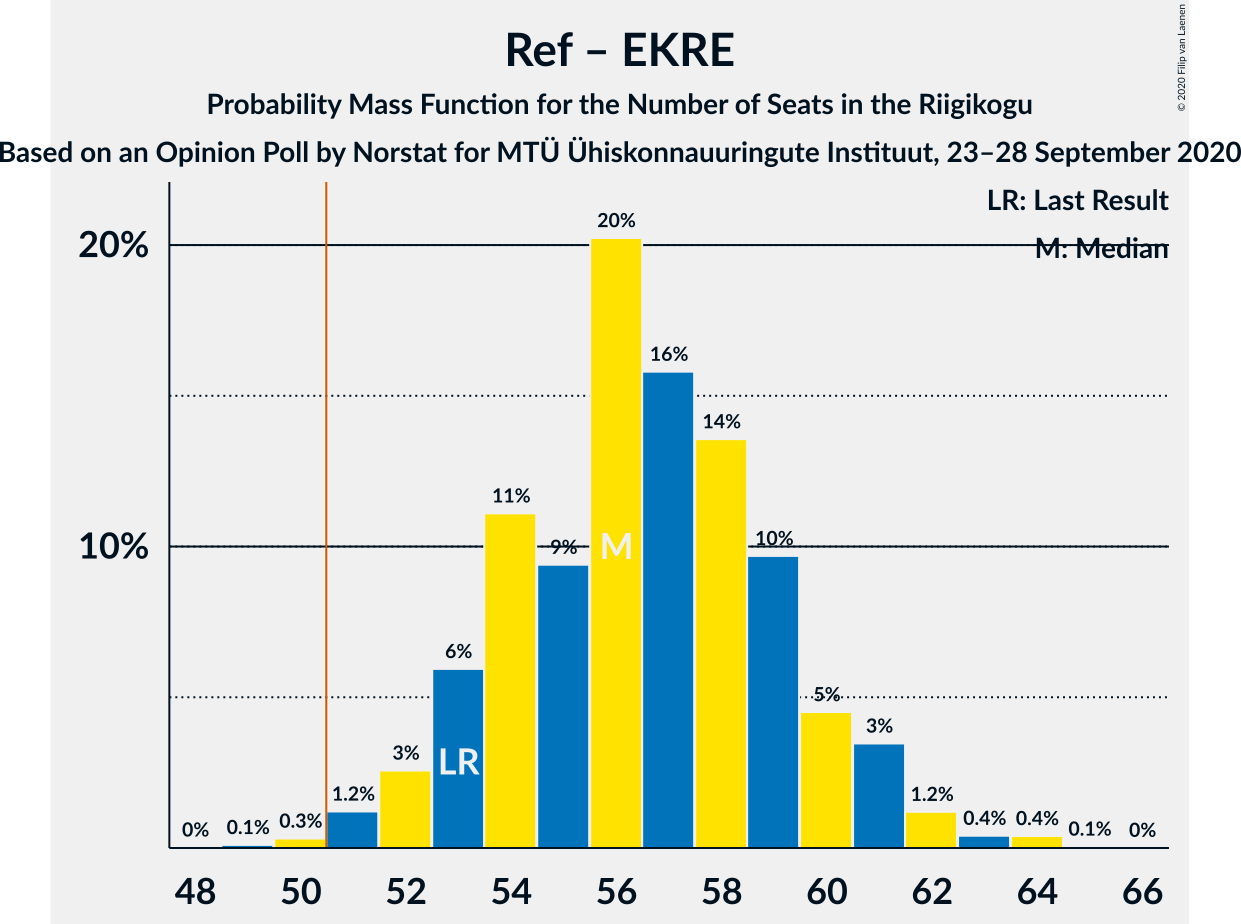 Ref – EKRE
Probability Mass Function for the Number of Seats in the Riigikogu
Based on an Opinion Poll by Norstat for MTÜ Ühiskonnauuringute Instituut, 23–28 September 2020
© 2020 Filip van Laenen
LR: Last Result
M: Median
20%
10%
0%
0.1%
0.3%
1.2%
3%
6%
11%
9%
20%
16%
14%
10%
5%
3%
1.2%
0.4%
0.4%
0.1%
0%
LR
M
48 50 52 54 56 58 60 62 64 66